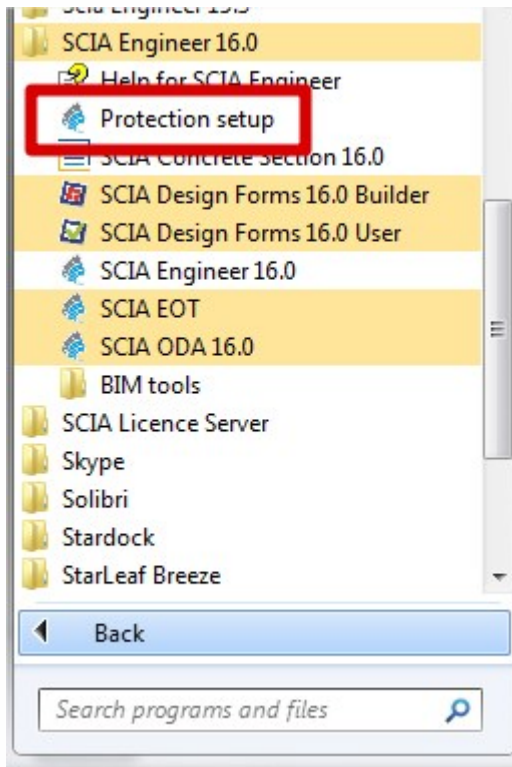 SCIA Engineer 16.0
Help for SCIA Engineer
Protection setup
SCIA Concrete Section 16.0
SCIA Design Forms 16.0 Builder
SCIA Design Forms 16.0 User
SCIA Engineer 16.0
SCIA EOT
SCIA ODA 16.0
BIM tools
SCIA Licence Server
Skype
Solibri
Stardock
StarLeaf Breeze
Back
Search programs and files